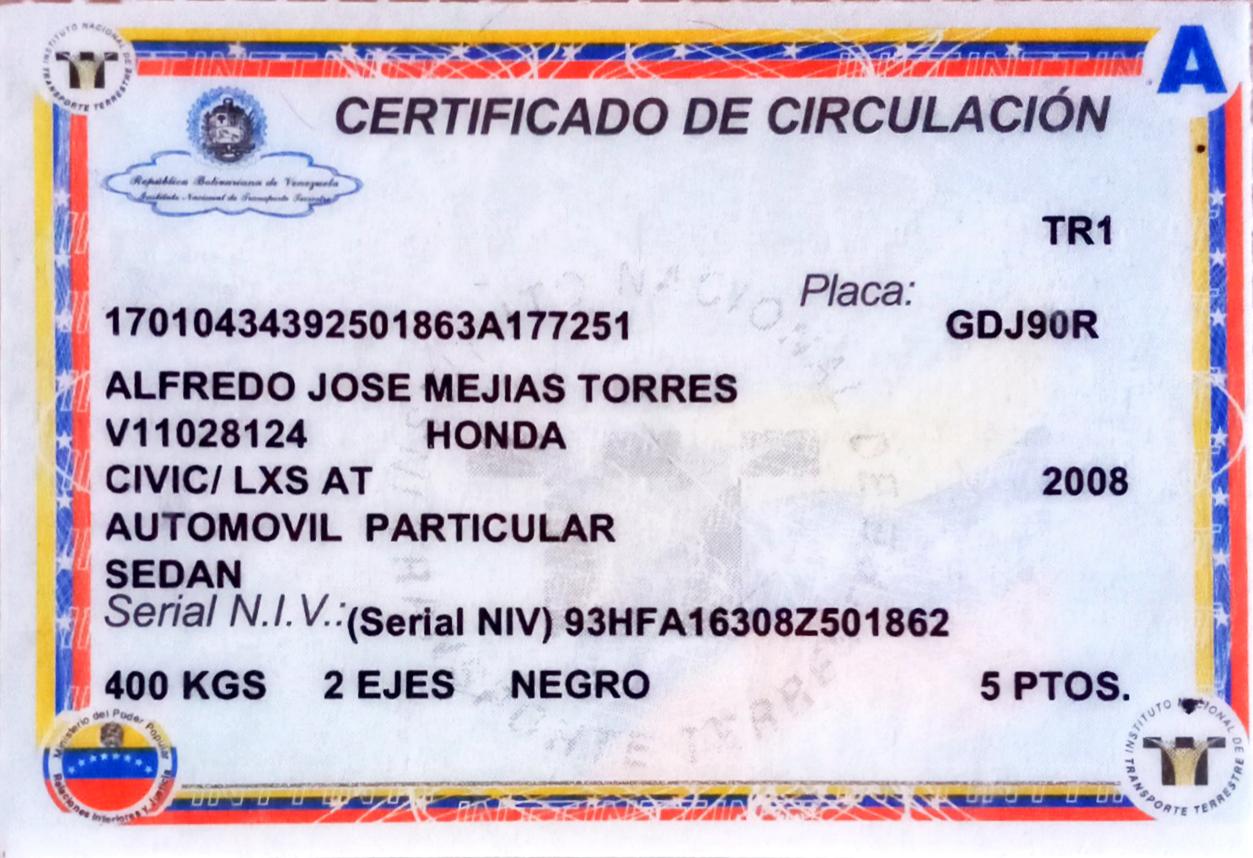 INSTITUTO NACIONAL DE TRANSPORTE TERRESTRE
A
CERTIFICADO DE CIRCULACIÓN
República Bolivariana de Venezuela
Instituto Nacional de Transporte Terrestre
TR1
Placa:
17010434392501863A177251 GDJ90R
ALFREDO JOSE MEJIAS TORRES
V11028124 HONDA
CIVIC/ LXS AT 2008
AUTOMOVIL PARTICULAR
SEDAN
Serial N.I.V.: (Serial NIV) 93HFA16308Z501862
400 KGS 2 EJES NEGRO 5 PTOS.
Ministerio del Poder Popular
Relaciones Interiores Y Justicia
INSTITUTO NACIONAL DE TRANSPORTE TERRESTRE